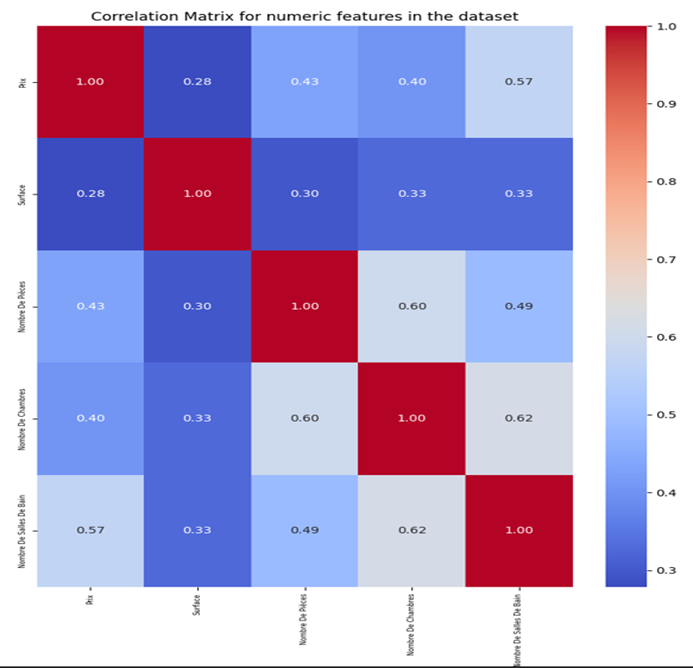 Correlation Matrix for numeric features in the dataset
Prix
1.00 0.28 0.43 0.40 0.57
Surface
0.28 1.00 0.30 0.33 0.33
Nombre De Pièces
0.43 0.30 1.00 0.60 0.49
Nombre De Chambres
0.40 0.33 0.60 1.00 0.62
Nombre De Salles De Bain
0.57 0.33 0.49 0.62 1.00
Prix
Surface
Nombre De Pièces
Nombre De Chambres
Nombre De Salles De Bain
1.0
0.9
0.8
0.7
0.6
0.5
0.4
0.3